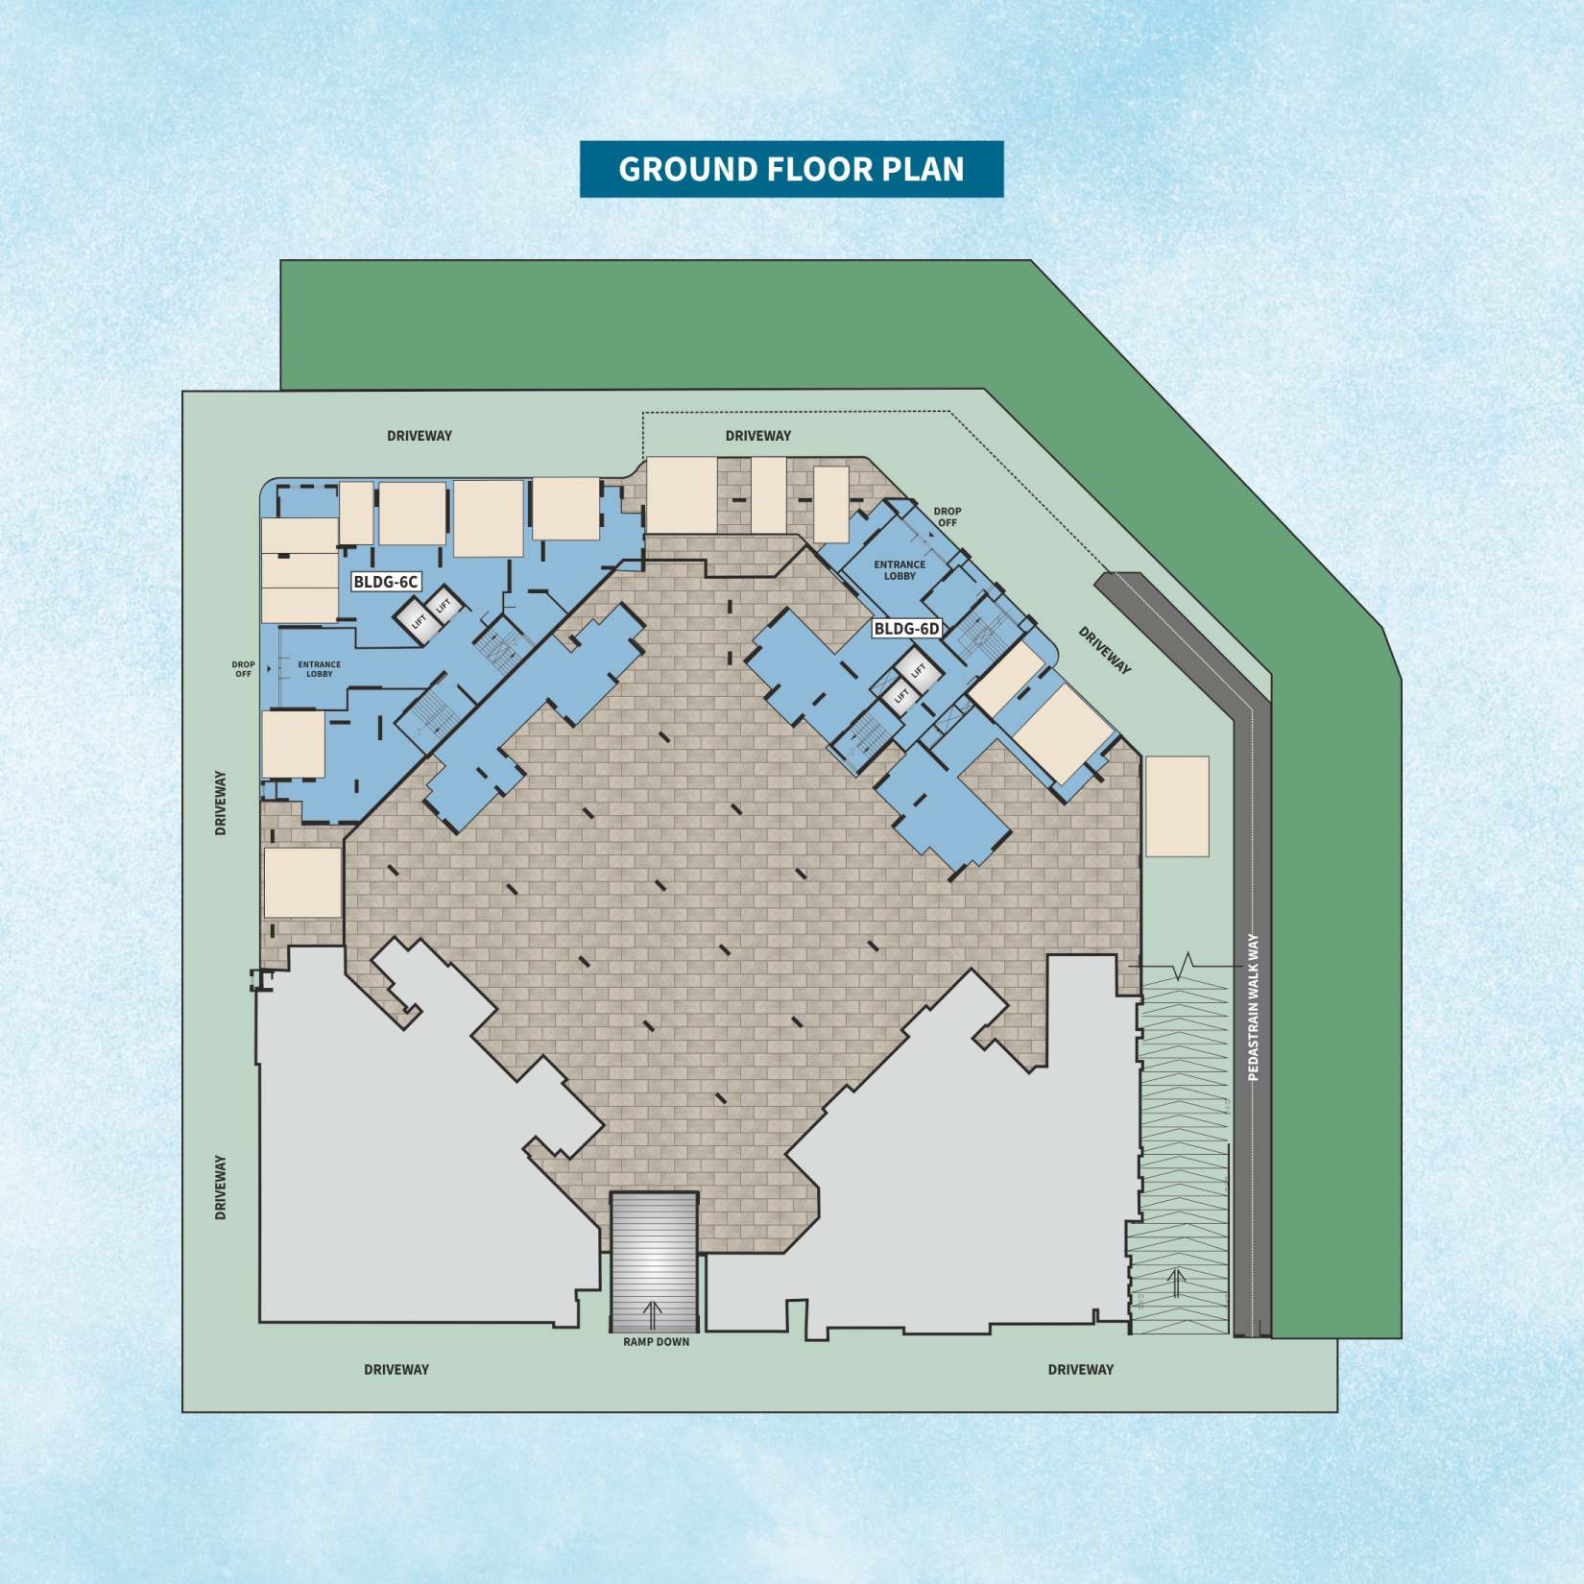 GROUND FLOOR PLAN
DRIVEWAY
DRIVEWAY
DROP
OFF
ENTRANCE
LOBBY
BLDG-6C
LIFT
LIFT
BLDG-6D
DRIVEWAY
DROP
OFF
ENTRANCE
LOBBY
LIFT
LIFT
DRIVEWAY
PEDASTRAIN WALK WAY
DRIVEWAY
RAMP DOWN
DRIVEWAY
DRIVEWAY